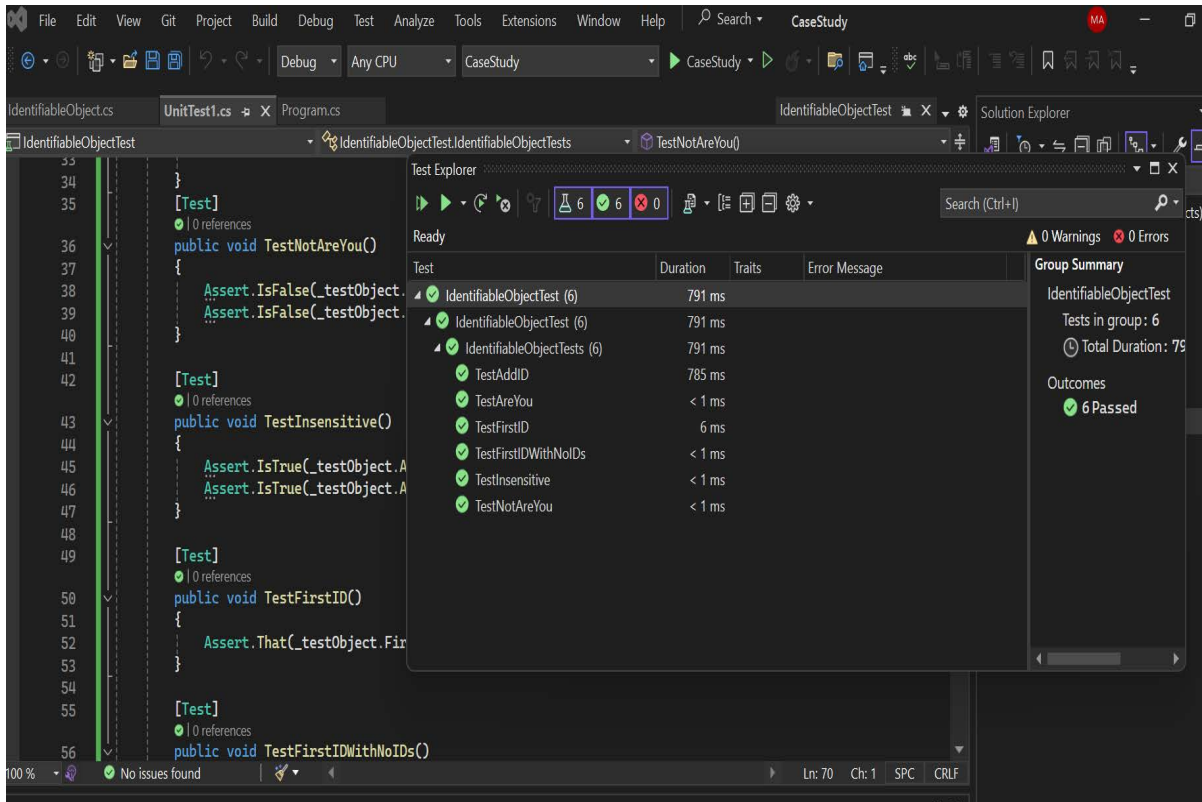 File Edit View Git Project Build Debug Test Analyze Tools Extensions Window Help Search CaseStudy MA
Debug Any CPU CaseStudy CaseStudy
IdentifiableObject.cs UnitTest1.cs Program.cs IdentifiableObjectTest Solution Explorer
IdentifiableObjectTest IdentifiableObjectTest.IdentifiableObjectTests TestNotAreYou()
33
34 }
35 [Test]
0 references
36 public void TestNotAreYou()
37 {
38 Assert.IsFalse(_testObject.
39 Assert.IsFalse(_testObject.
40 }
41
42 [Test]
0 references
43 public void TestInsensitive()
44 {
45 Assert.IsTrue(_testObject.A
46 Assert.IsTrue(_testObject.A
47 }
48
49 [Test]
0 references
50 public void TestFirstID()
51 {
52 Assert.That(_testObject.Fir
53 }
54
55 [Test]
0 references
56 public void TestFirstIDWithNoIDs()
100 % No issues found Ln: 70 Ch: 1 SPC CRLF
Test Explorer
6 6 0 Search (Ctrl+I)
cts)
Ready 0 Warnings 0 Errors
Test Duration Traits Error Message
IdentifiableObjectTest (6) 791 ms
IdentifiableObjectTest (6) 791 ms
IdentifiableObjectTests (6) 791 ms
TestAddID 785 ms
TestAreYou < 1 ms
TestFirstID 6 ms
TestFirstIDWithNoIDs < 1 ms
TestInsensitive < 1 ms
TestNotAreYou < 1 ms
Group Summary
IdentifiableObjectTest
Tests in group: 6
Total Duration: 79
Outcomes
6 Passed